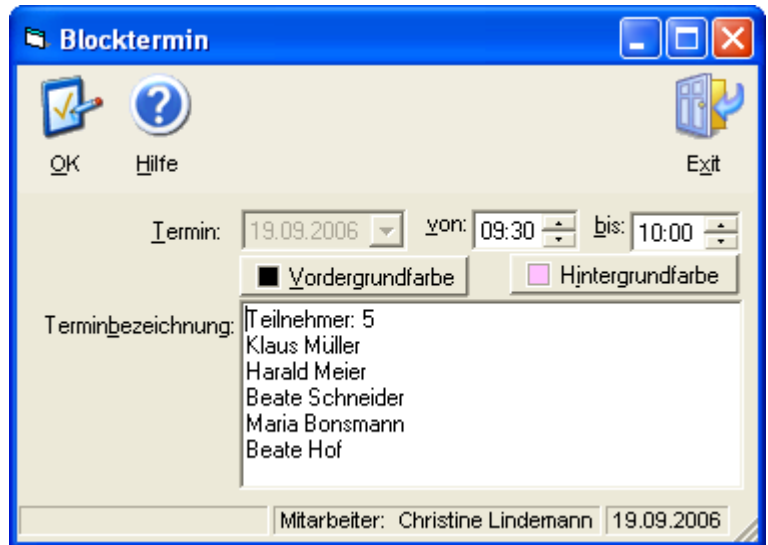 Blocktermin
OK Hilfe Exit
Termin: 19.09.2006 von: 09:30 bis: 10:00
Vordergrundfarbe Hintergrundfarbe
Terminbezeichnung: Teilnehmer: 5
Klaus Müller
Harald Meier
Beate Schneider
Maria Bonsmann
Beate Hof
Mitarbeiter: Christine Lindemann 19.09.2006